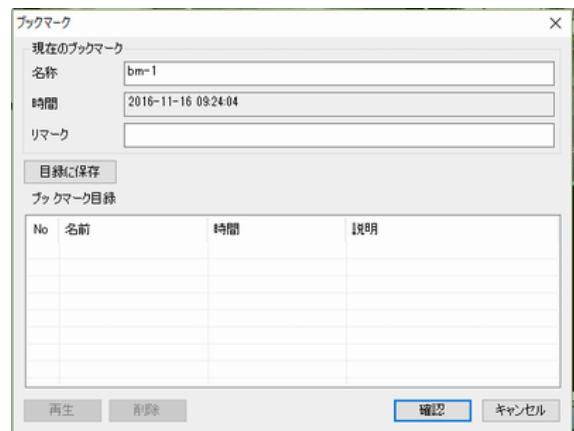 ブックマーク
現在のブックマーク
名称 bm-1
時間 2016-11-16 09:24:04
リマーク
目録に保存
ブックマーク目録
No 名前 時間 説明
再生 削除 確認 キャンセル